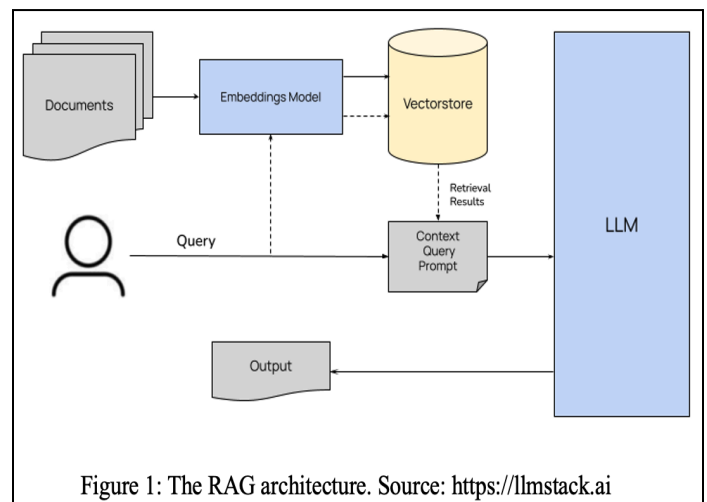 Documents
Embeddings Model
Vectorstore
Retrieval
Results
LLM
Query
Context
Query
Prompt
Output
Figure 1: The RAG architecture. Source: https://llmstack.ai